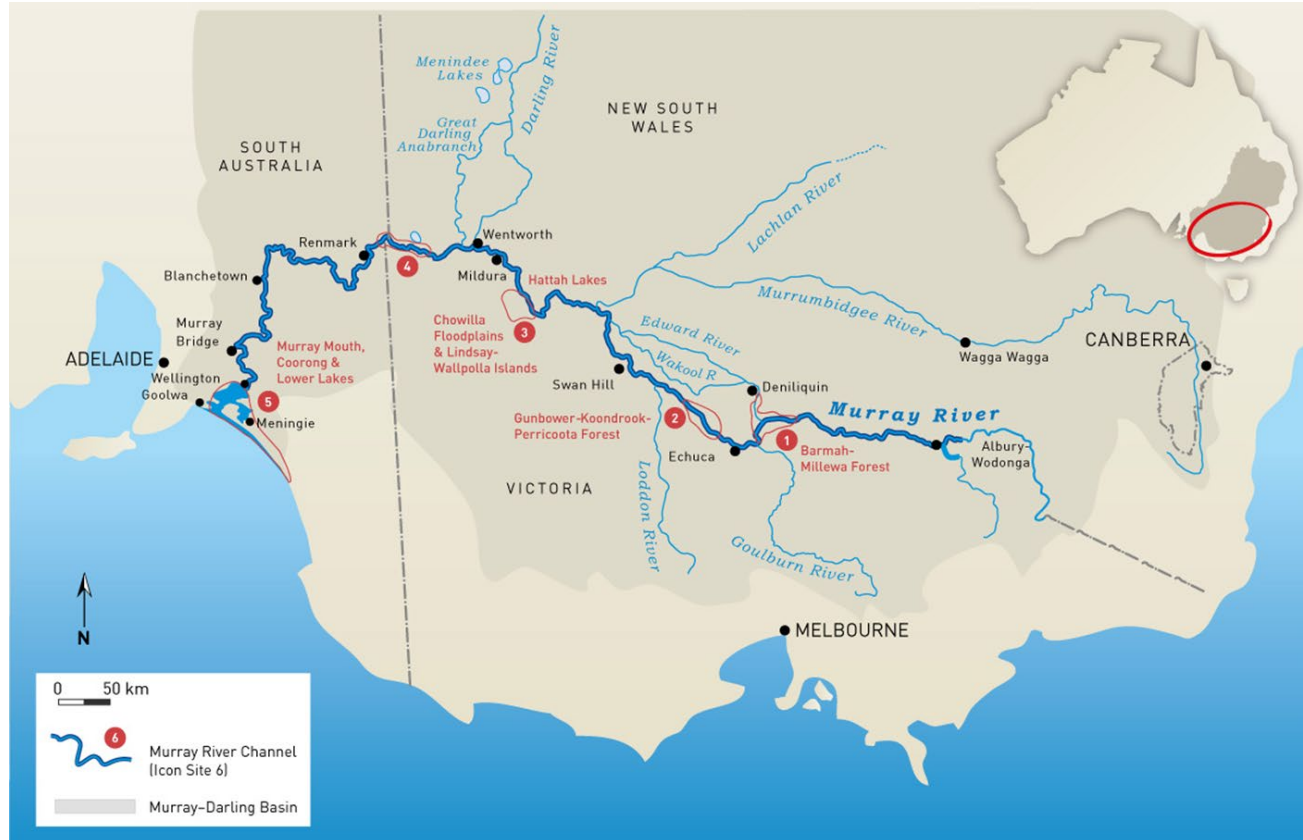 Menindee
Lakes
Darling River
Great
Darling
Anabranch
NEW SOUTH
WALES
SOUTH
AUSTRALIA
Lachlan River
Renmark
4
Wentworth
Mildura
Blanchetown
Hattah Lakes
3
Chowilla
Floodplains
& Lindsay-
Wallpolla Islands
Murrumbidgee River
Edward River
Wakool R
Wagga Wagga
CANBERRA
Murray
Bridge
ADELAIDE
Wellington
Goolwa
Murray Mouth,
Coorong &
Lower Lakes
5
Meningie
Swan Hill
Deniliquin
Murray River
Gunbower-Koondrook-
Perricoota Forest
2
1
Echuca
Barmah-
Millewa Forest
Albury-
Wodonga
VICTORIA
Loddon River
Goulburn River
MELBOURNE
N
0 50 km
6
Murray River Channel
(Icon Site 6)
Murray–Darling Basin